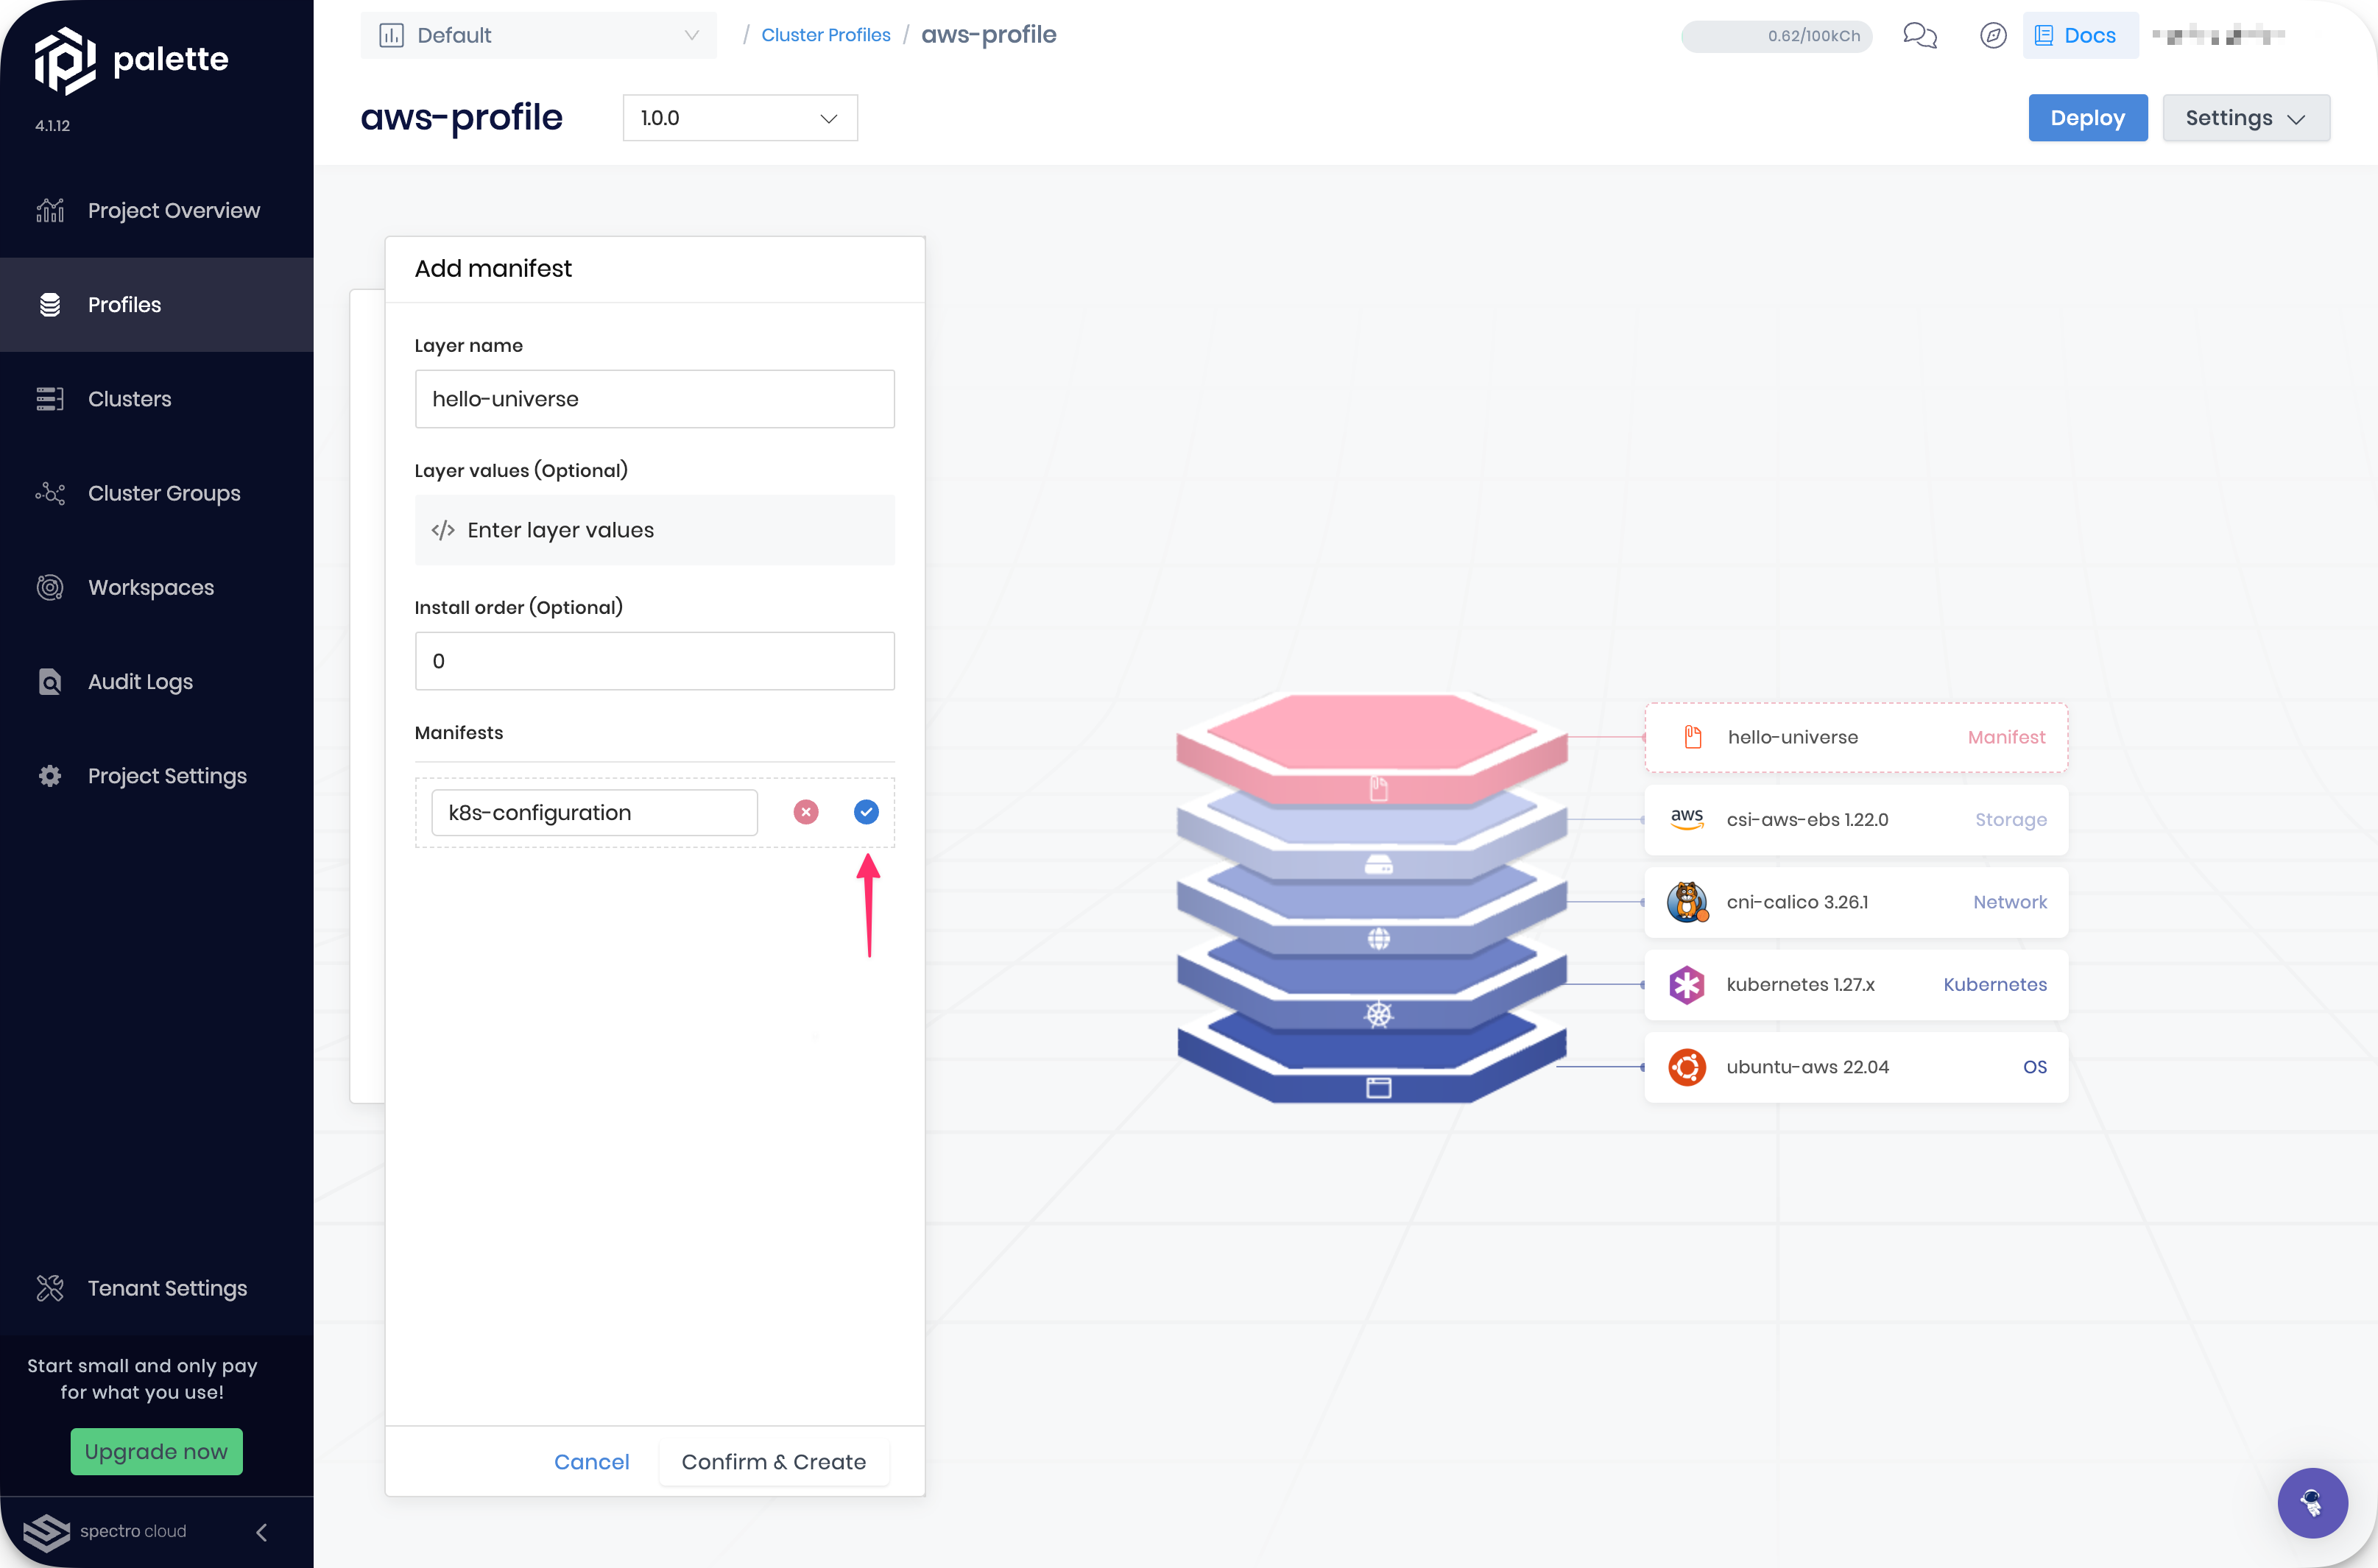 palette
4.1.12
Project Overview
Profiles
Clusters
Cluster Groups
Workspaces
Audit Logs
Project Settings
Tenant Settings
Start small and only pay
for what you use!
Upgrade now
spectro cloud
Default
/ Cluster Profiles / aws-profile
0.62/100kCh
Docs
aws-profile
1.0.0
Deploy
Settings
Add manifest
Layer name
hello-universe
Layer values (Optional)
</> Enter layer values
Install order (Optional)
0
Manifests
k8s-configuration
Cancel
Confirm & Create
hello-universe Manifest
aws csi-aws-ebs 1.22.0 Storage
cni-calico 3.26.1 Network
kubernetes 1.27.x Kubernetes
ubuntu-aws 22.04 OS